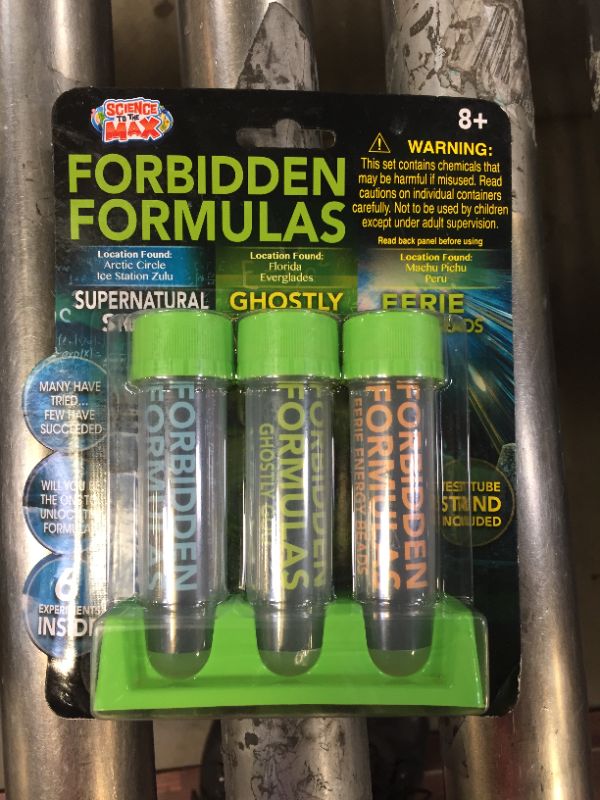 SCIENCE
TO THE
MAX
8+
FORBIDDEN
FORMULAS
WARNING:
This set contains chemicals that
may be harmful if misused. Read
cautions on individual containers
carefully. Not to be used by children
except under adult supervision.
Read back panel before using
Location Found:
Arctic Circle
Ice Station Zulu
SUPERNATURAL
Location Found:
Florida
Everglades
GHOSTLY
Location Found:
Machu Pichu
Peru
EERIE
MANY HAVE
TRIED...
FEW HAVE
SUCCEEDED
WILL YOU BE
THE ONE TO
UNLOCK
FORMULA
6
EXPERIMENTS
INSIDE
FORBIDDEN
FORMULAS
FORBIDDEN
FORMULAS
GHOSTLY
FORBIDDEN
FORMULAS
EERIE ENERGY BEADS
TEST TUBE
STAND
INCLUDED